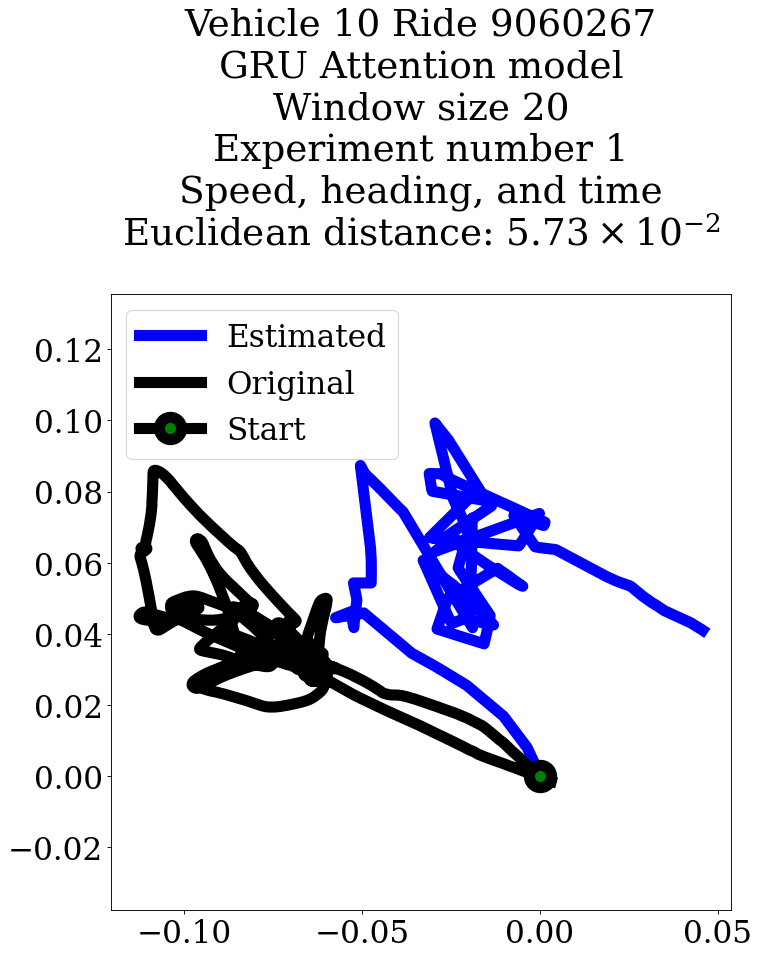 Vehicle 10 Ride 9060267
GRU Attention model
Window size 20
Experiment number 1
Speed, heading, and time
Euclidean distance: 5.73 × 10⁻²
Estimated
Original
Start
0.12
0.10
0.08
0.06
0.04
0.02
0.00
−0.02
−0.10
−0.05
0.00
0.05